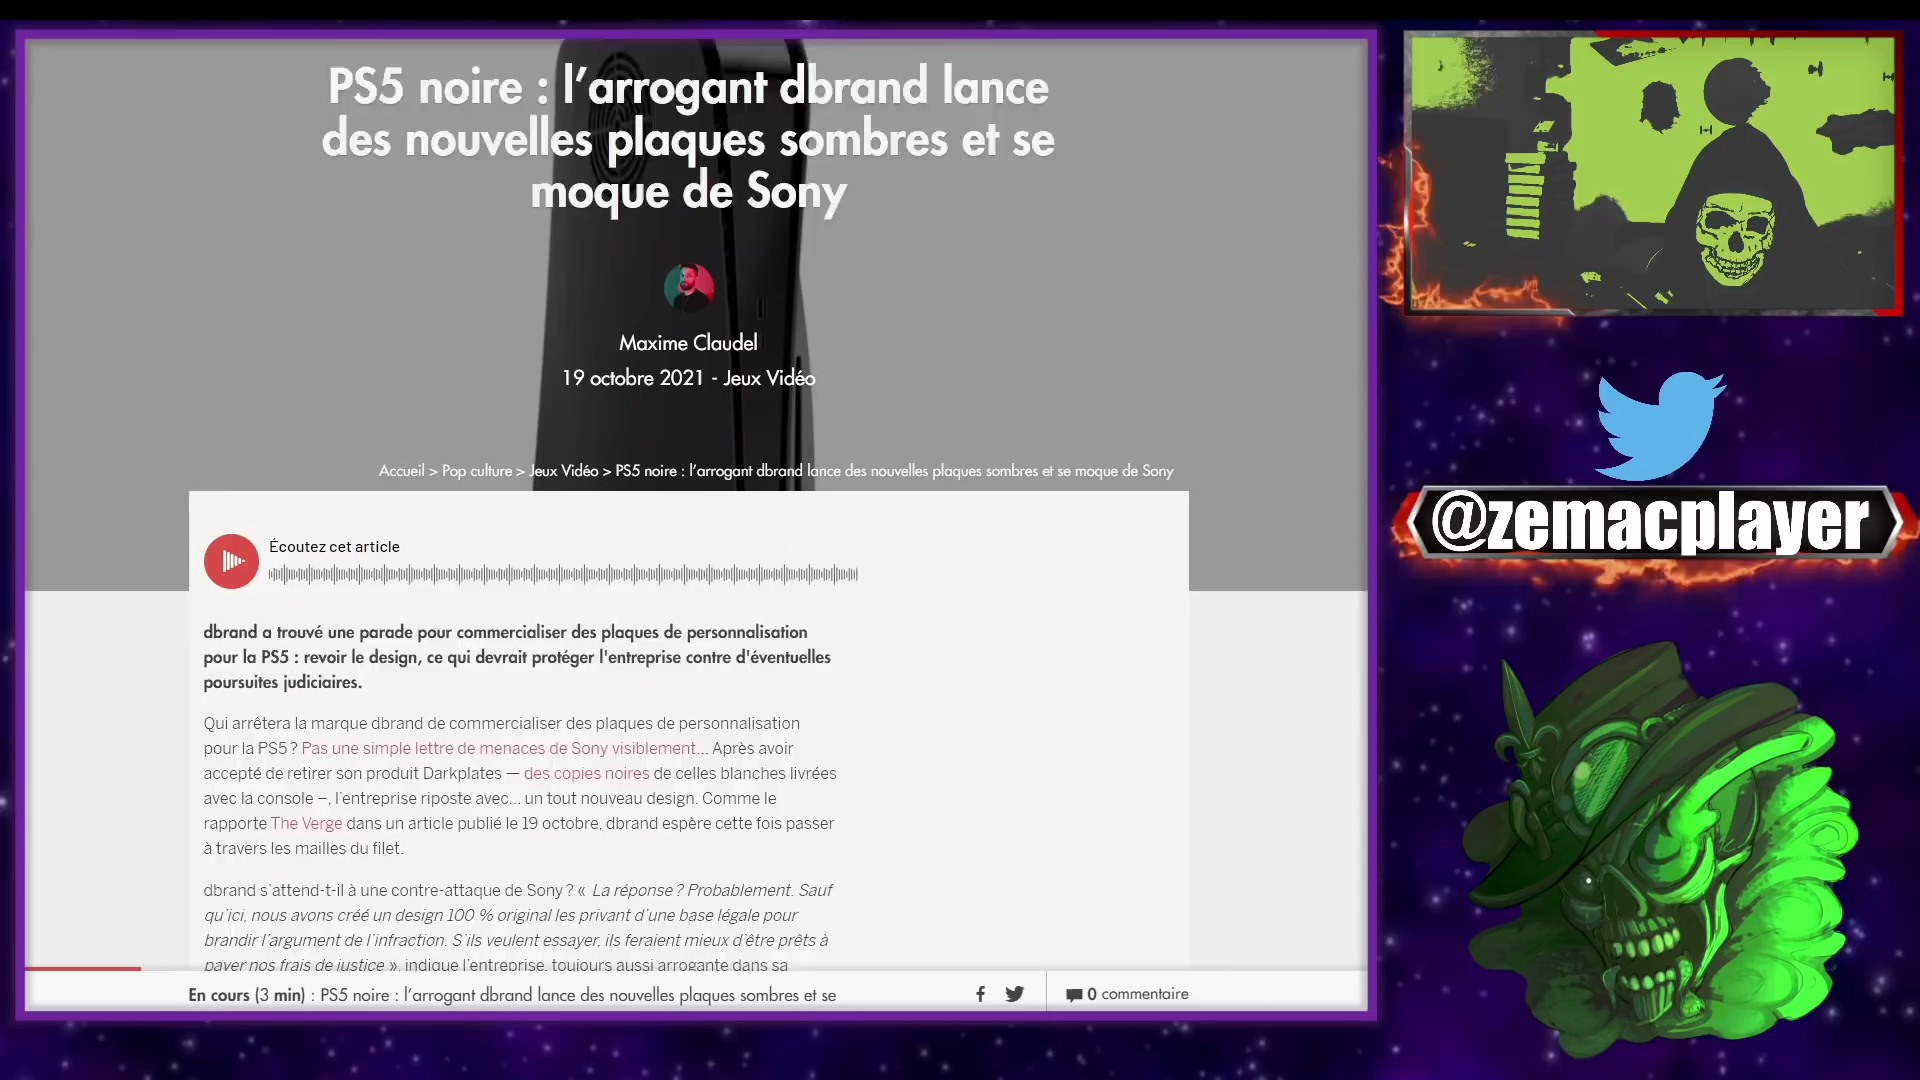 PS5 noire : l’arrogant dbrand lance
des nouvelles plaques sombres et se
moque de Sony
Maxime Claudel
19 octobre 2021 - Jeux Vidéo
Accueil > Pop culture > Jeux Vidéo > PS5 noire : l’arrogant dbrand lance des nouvelles plaques sombres et se moque de Sony
Écoutez cet article
dbrand a trouvé une parade pour commercialiser des plaques de personnalisation
pour la PS5 : revoir le design, ce qui devrait protéger l'entreprise contre d'éventuelles
poursuites judiciaires.
Qui arrêtera la marque dbrand de commercialiser des plaques de personnalisation
pour la PS5 ? Pas une simple lettre de menaces de Sony visiblement… Après avoir
accepté de retirer son produit Darkplates — des copies noires de celles blanches livrées
avec la console –, l’entreprise riposte avec… un tout nouveau design. Comme le
rapporte The Verge dans un article publié le 19 octobre, dbrand espère cette fois passer
à travers les mailles du filet.
dbrand s’attend-t-il à une contre-attaque de Sony ? « La réponse ? Probablement. Sauf
qu’ici, nous avons créé un design 100 % original les privant d’une base légale pour
brandir l’argument de l’infraction. S’ils veulent essayer, ils feraient mieux d’être prêts à
payer nos frais de justice », indique l’entreprise, toujours aussi arrogante dans sa
En cours (3 min) : PS5 noire : l’arrogant dbrand lance des nouvelles plaques sombres et se
0 commentaire
@zemacplayer